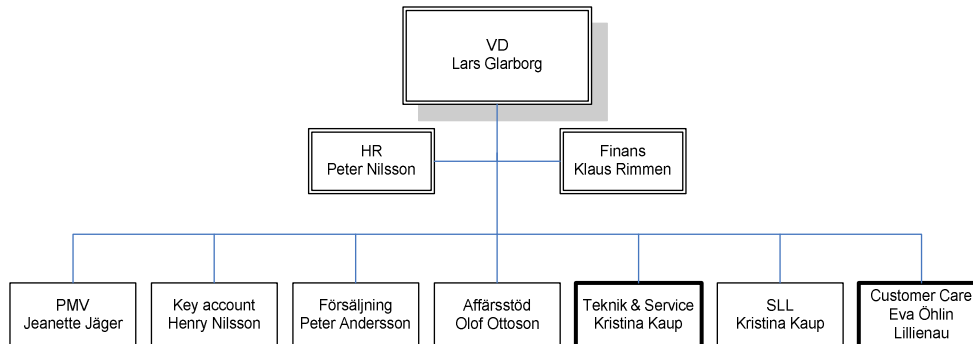 VD
Lars Glarborg
HR
Peter Nilsson
Finans
Klaus Rimmen
PMV
Jeanette Jäger
Key account
Henry Nilsson
Försäljning
Peter Andersson
Affärsstöd
Olof Ottoson
Teknik & Service
Kristina Kaup
SLL
Kristina Kaup
Customer Care
Eva Öhlin
Lillienau